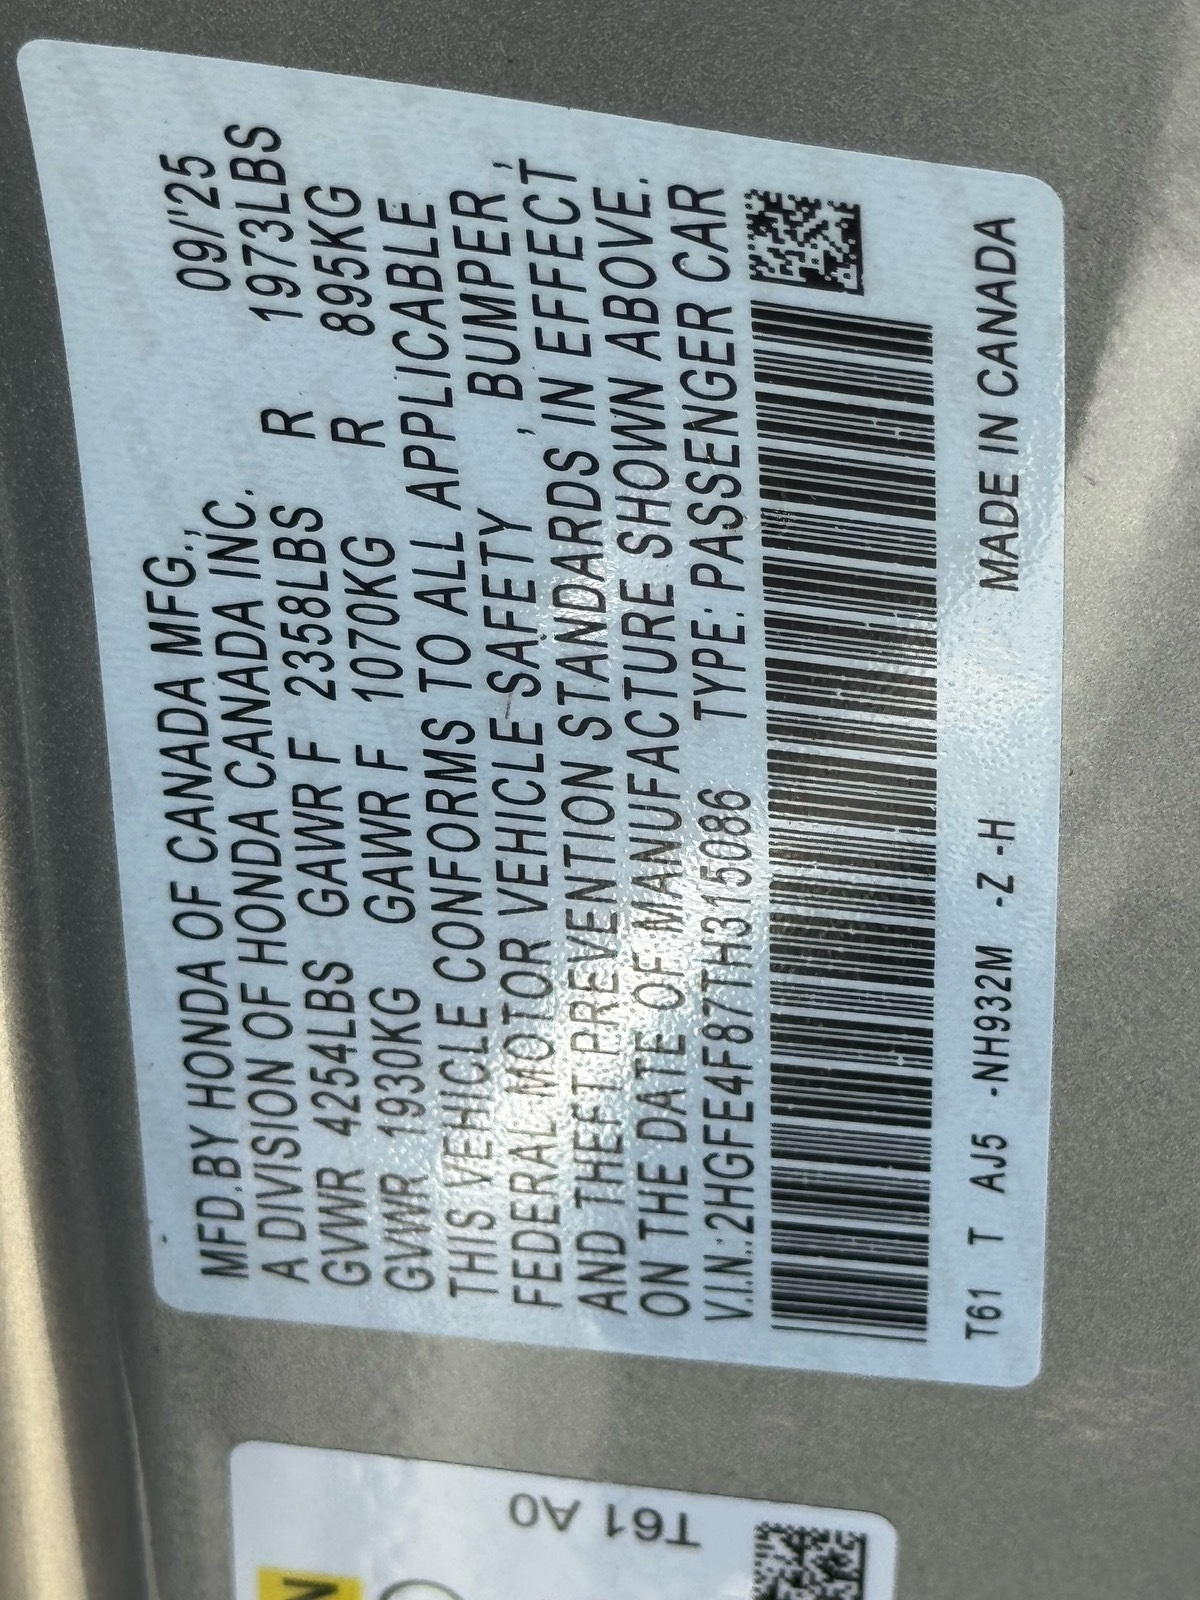 MFD.BY HONDA OF CANADA MFG.,
A DIVISION OF HONDA CANADA INC. 09/'25
GVWR 4254LBS GAWR F 2358LBS R 1973LBS
GVWR 1930KG GAWR F 1070KG R 895KG
THIS VEHICLE CONFORMS TO ALL APPLICABLE
FEDERAL MOTOR VEHICLE SAFETY , BUMPER ,
AND THEFT PREVENTION STANDARDS IN EFFECT
ON THE DATE OF MANUFACTURE SHOWN ABOVE.
V.I.N.:2HGFE4F87TH315086 TYPE: PASSENGER CAR
T61 T AJ5 -NH932M -Z -H MADE IN CANADA
T61 A0